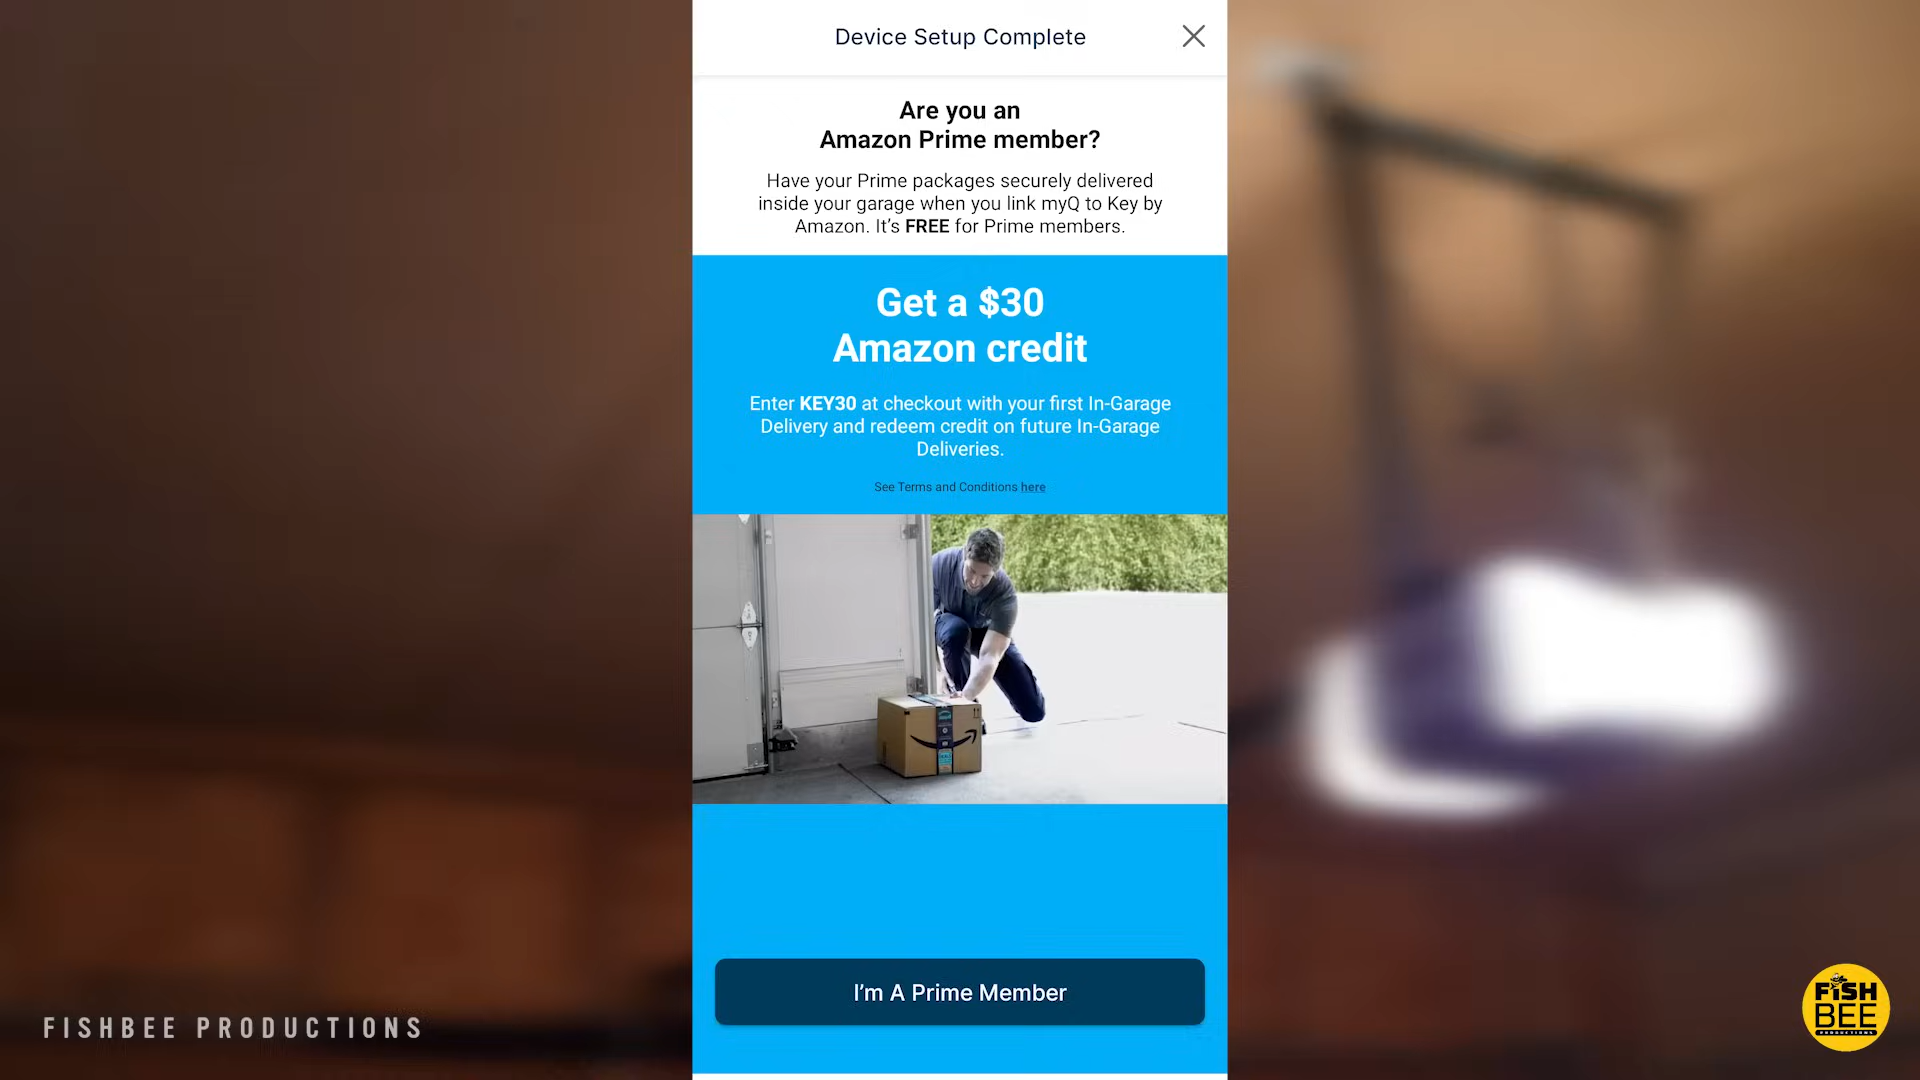 Device Setup Complete
Are you an
Amazon Prime member?
Have your Prime packages securely delivered
inside your garage when you link myQ to Key by
Amazon. It's FREE for Prime members.
Get a $30
Amazon credit
Enter KEY30 at checkout with your first In-Garage
Delivery and redeem credit on future In-Garage
Deliveries.
See Terms and Conditions here
I'm A Prime Member
FISHBEE PRODUCTIONS
FISH
BEE
PRODUCTIONS